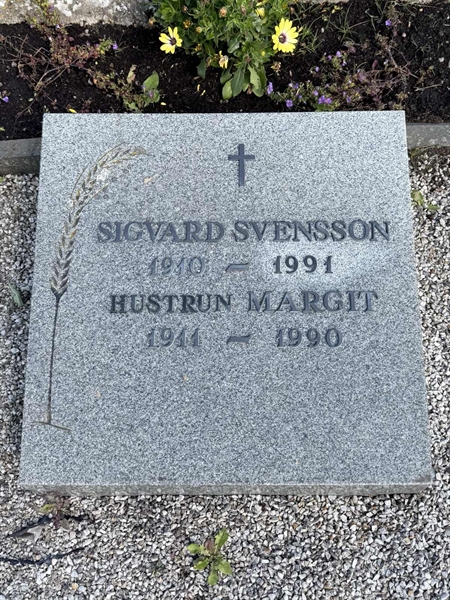 SIGVARD SVENSSON
1910 – 1991
HUSTRUN MARGIT
1911 – 1990